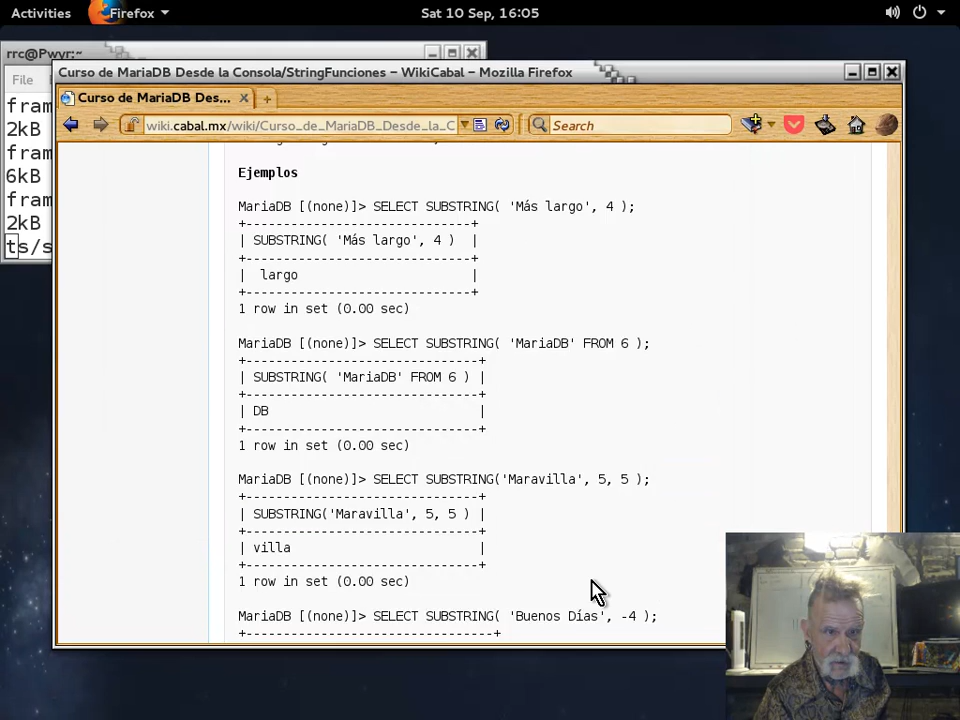 Activities Firefox Sat 10 Sep, 16:05
rrc@Pwyr:~
File
fram
2kB
fram
6kB
fram
2kB
ts/s
Curso de MariaDB Desde la Consola/StringFunciones – WikiCabal – Mozilla Firefox
Curso de MariaDB Des...
wiki.cabal.mx/wiki/Curso_de_MariaDB_Desde_la_C
Search
Ejemplos
MariaDB [(none)]> SELECT SUBSTRING( 'Más largo', 4 );
+------------------------------+
| SUBSTRING( 'Más largo', 4 ) |
+------------------------------+
| largo |
+------------------------------+
1 row in set (0.00 sec)
MariaDB [(none)]> SELECT SUBSTRING( 'MariaDB' FROM 6 );
+-------------------------------+
| SUBSTRING( 'MariaDB' FROM 6 ) |
+-------------------------------+
| DB |
+-------------------------------+
1 row in set (0.00 sec)
MariaDB [(none)]> SELECT SUBSTRING('Maravilla', 5, 5 );
+-------------------------------+
| SUBSTRING('Maravilla', 5, 5 ) |
+-------------------------------+
| villa |
+-------------------------------+
1 row in set (0.00 sec)
MariaDB [(none)]> SELECT SUBSTRING( 'Buenos Días', -4 );
+---------------------------------+